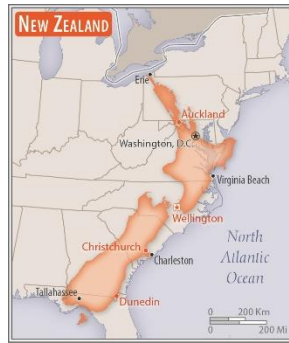 NEW ZEALAND
Erie
Auckland
Washington, D.C.
Virginia Beach
Wellington
North
Atlantic
Ocean
Christchurch
Charleston
Tallahassee
Dunedin
0 200 Km
0 200 Mi